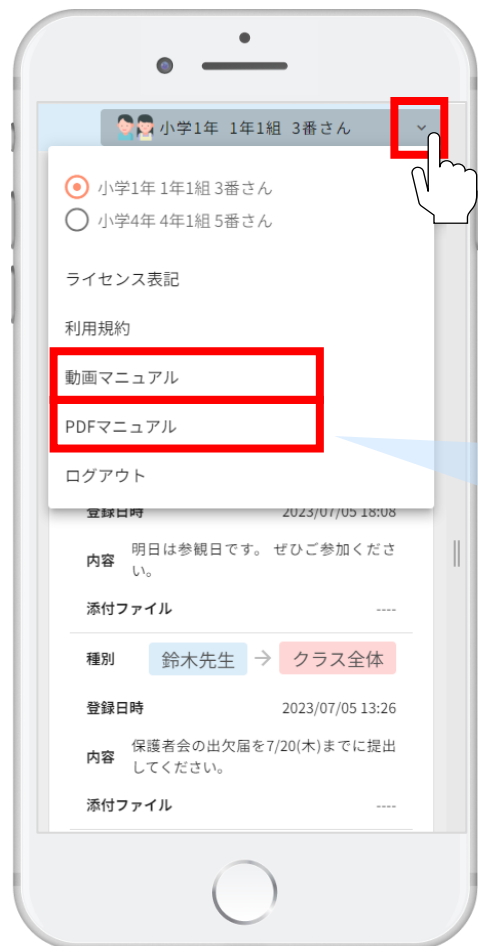 小学1年 1年1組 3番さん
小学1年 1年1組 3番さん
小学4年 4年1組 5番さん
ライセンス表記
利用規約
動画マニュアル
PDFマニュアル
ログアウト
登録日時 2023/07/05 18:08
内容 明日は参観日です。 ぜひご参加くださ
い。
添付ファイル ----
種別 鈴木先生 → クラス全体
登録日時 2023/07/05 13:26
内容 保護者会の出欠届を7/20(木)までに提出
してください。
添付ファイル ----